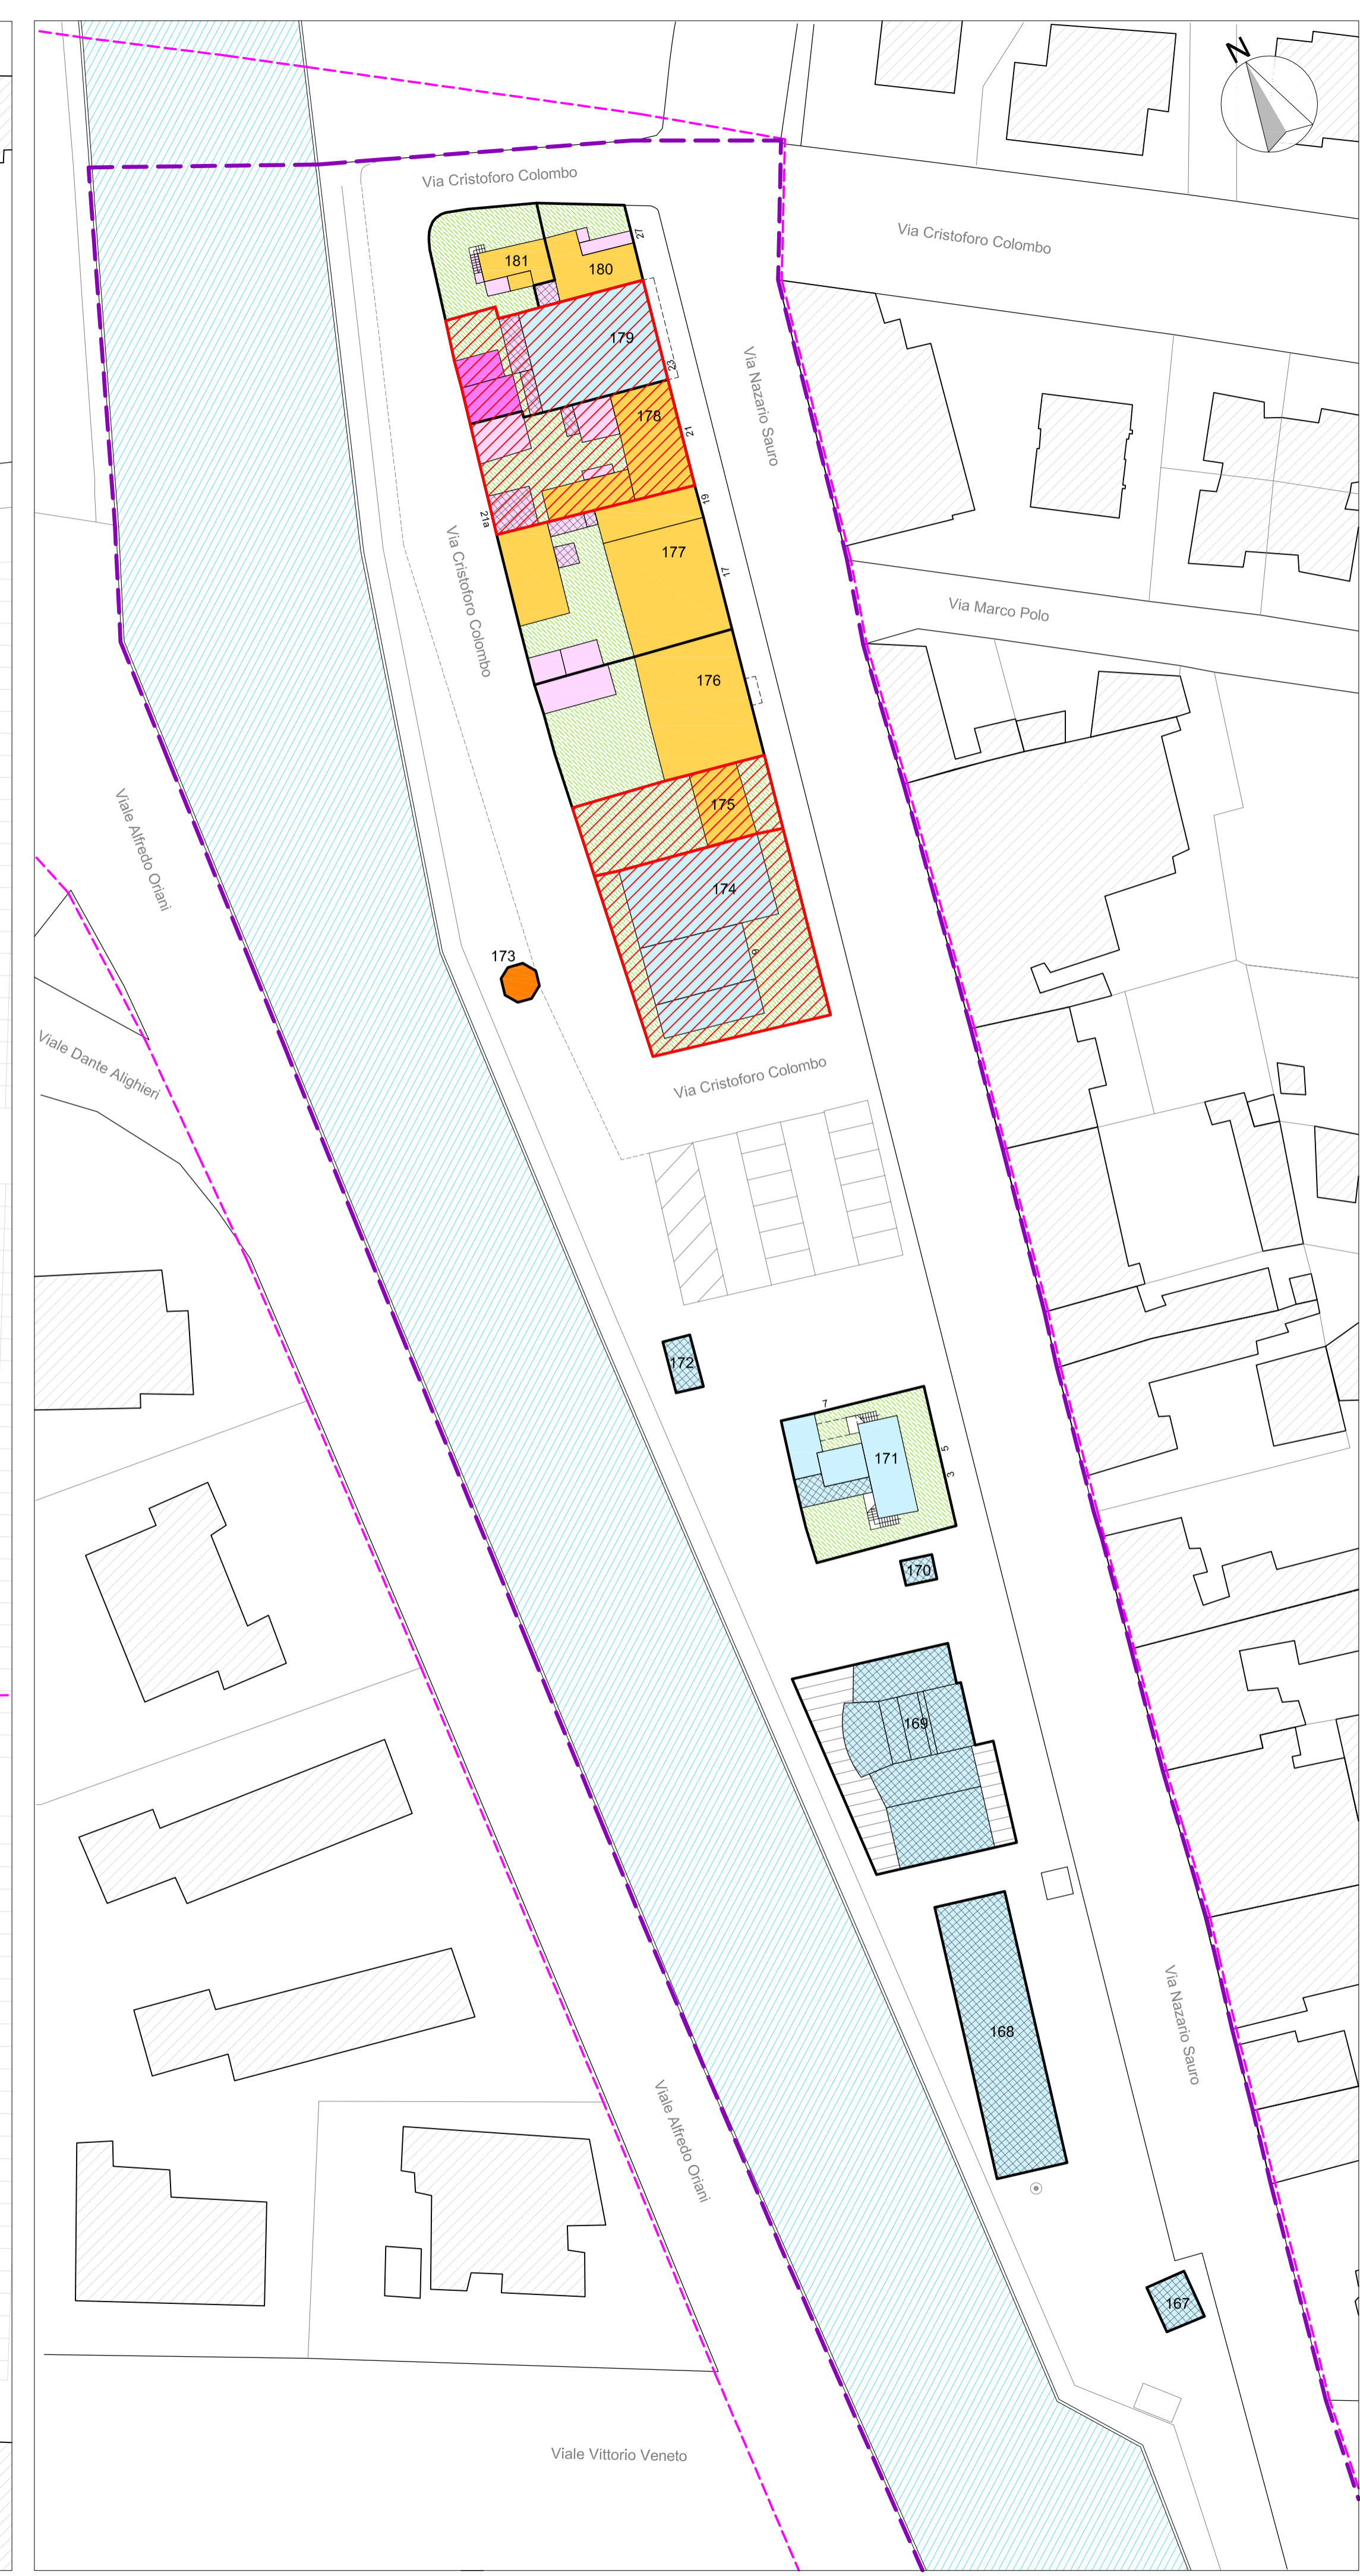 N
Via Cristoforo Colombo
Via Cristoforo Colombo
27
181
180
179
23
Via Nazario Sauro
178
21
19
21a
177
17
Via Cristoforo Colombo
Via Marco Polo
176
175
Viale Alfredo Oriani
174
9
173
Viale Dante Alighieri
Via Cristoforo Colombo
172
7
171
5
3
170
169
Via Nazario Sauro
168
Viale Alfredo Oriani
167
Viale Vittorio Veneto